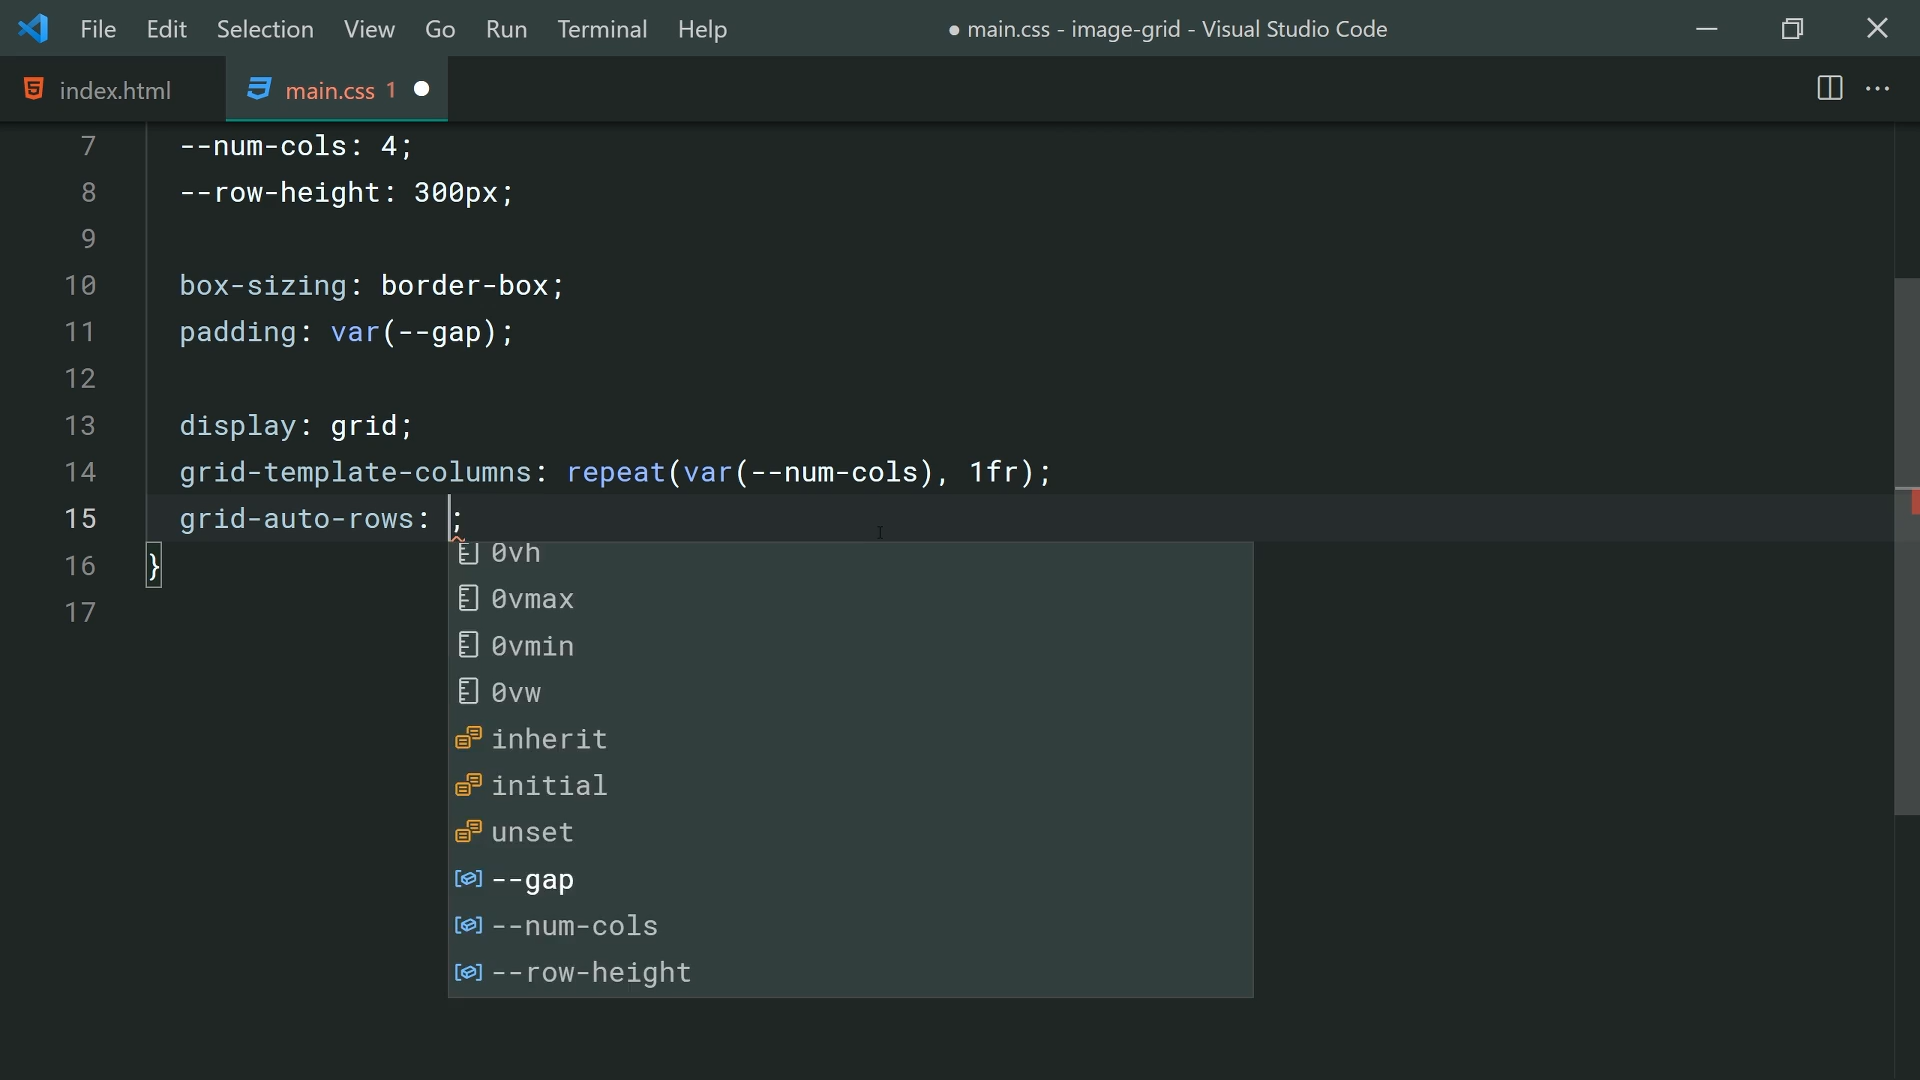 File Edit Selection View Go Run Terminal Help
● main.css - image-grid - Visual Studio Code
index.html
main.css 1
7 --num-cols: 4;
8 --row-height: 300px;
9
10 box-sizing: border-box;
11 padding: var(--gap);
12
13 display: grid;
14 grid-template-columns: repeat(var(--num-cols), 1fr);
15 grid-auto-rows: ;
16 }
17
0vh
0vmax
0vmin
0vw
inherit
initial
unset
--gap
--num-cols
--row-height